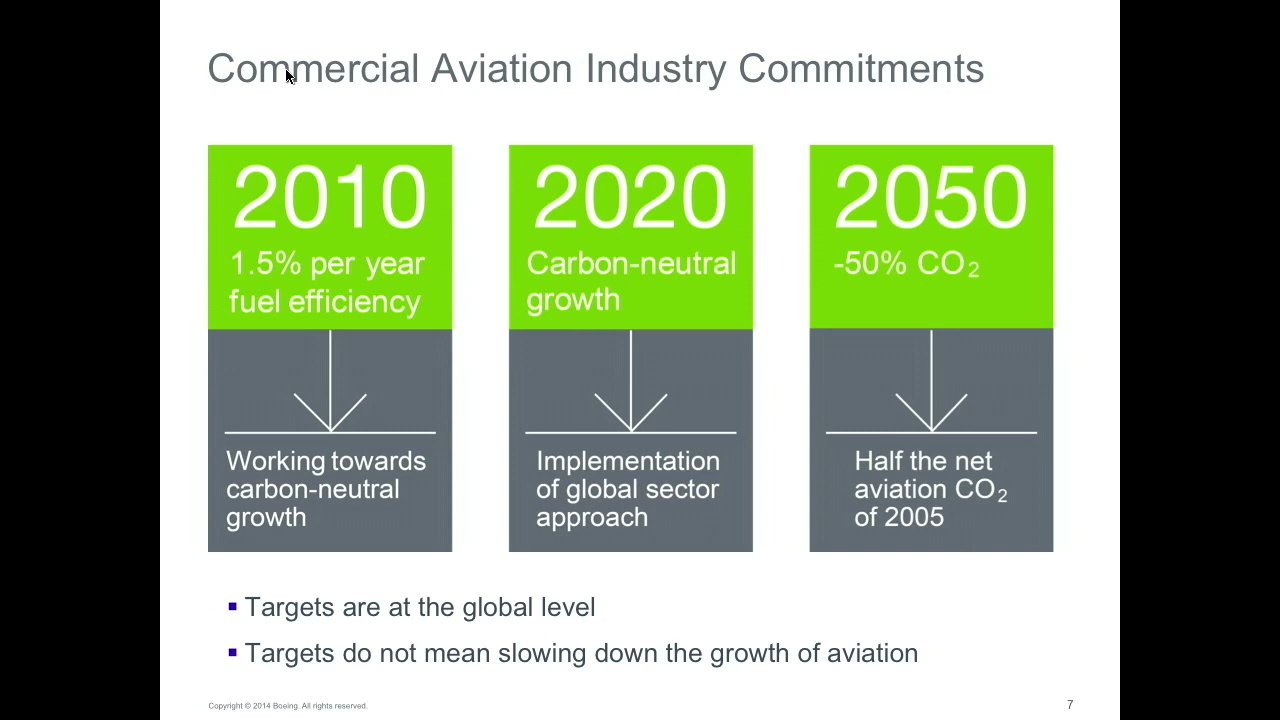 Commercial Aviation Industry Commitments
2010
1.5% per year
fuel efficiency
Working towards
carbon-neutral
growth
2020
Carbon-neutral
growth
Implementation
of global sector
approach
2050
-50% CO₂
Half the net
aviation CO₂
of 2005
▪ Targets are at the global level
▪ Targets do not mean slowing down the growth of aviation
Copyright © 2014 Boeing. All rights reserved.
7